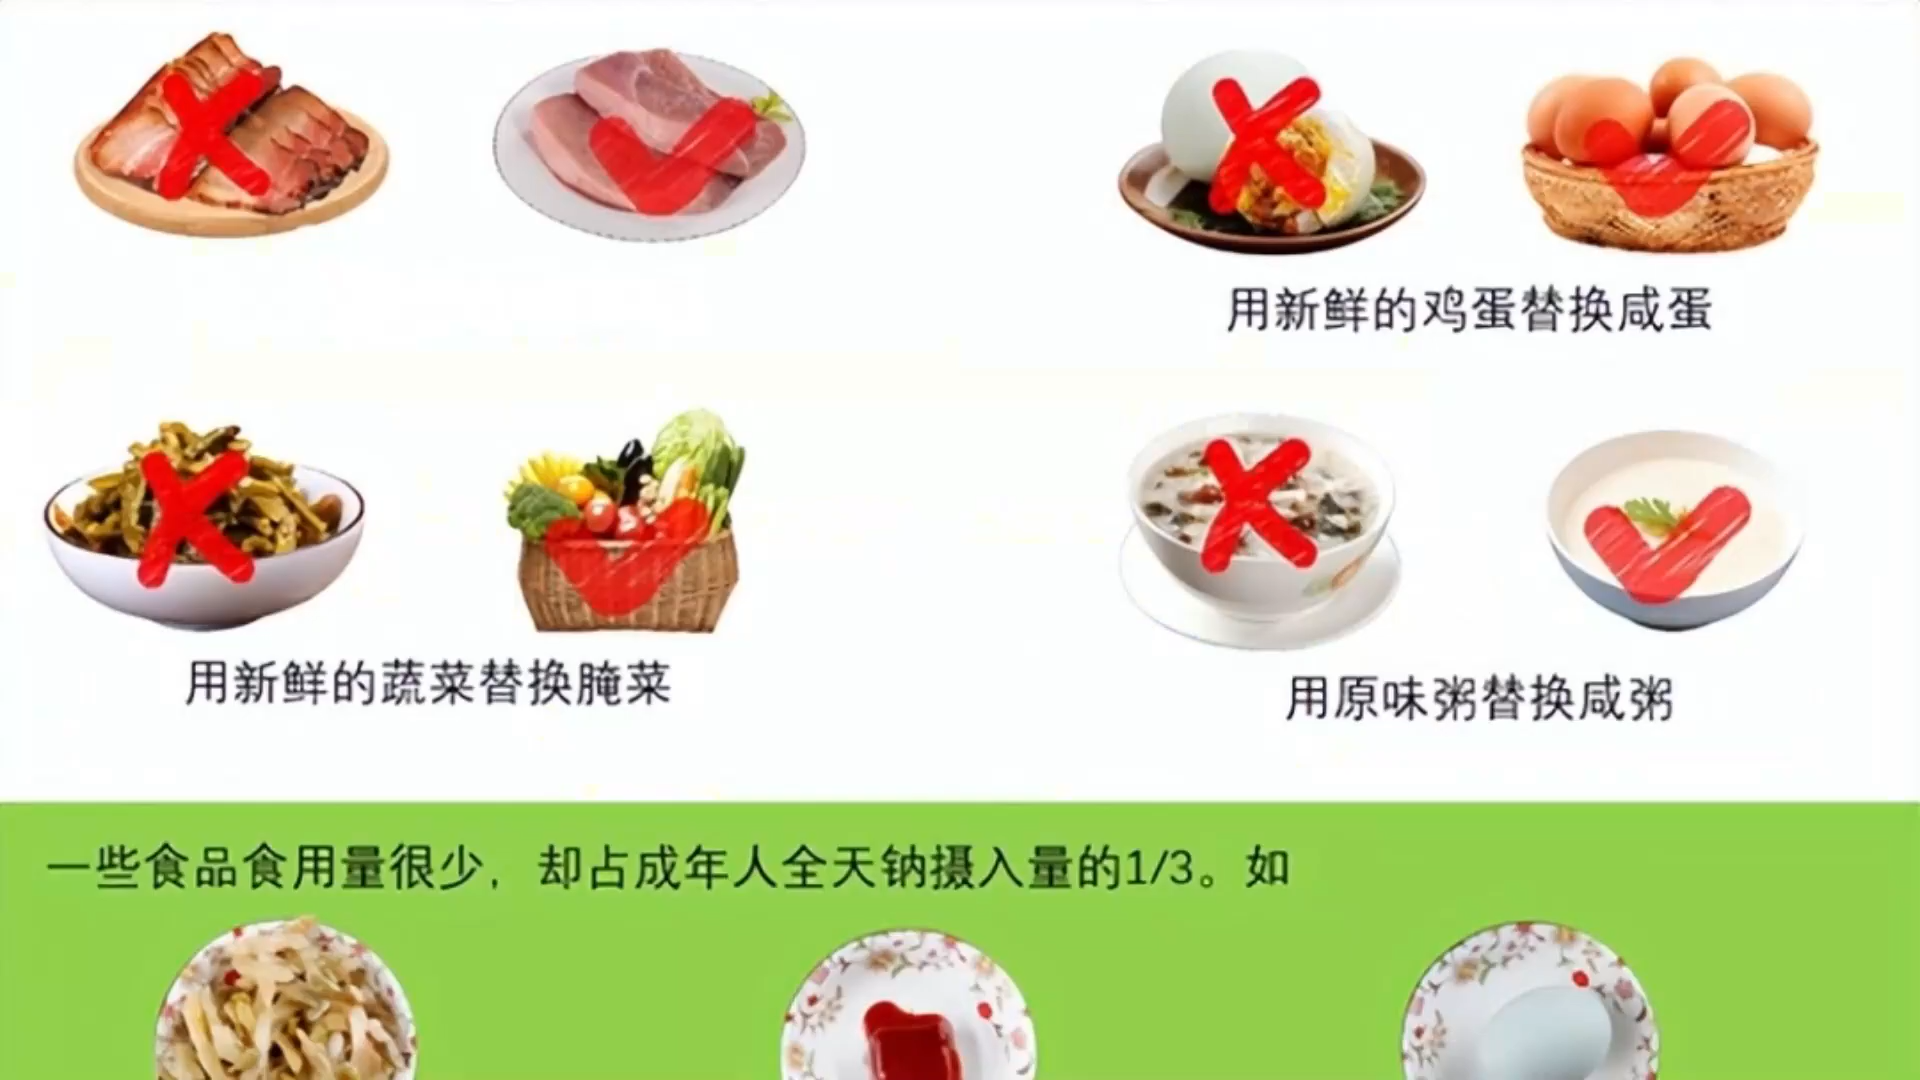 用新鲜的鸡蛋替换咸蛋
用新鲜的蔬菜替换腌菜
用原味粥替换咸粥
一些食品食用量很少，却占成年人全天钠摄入量的1/3。如